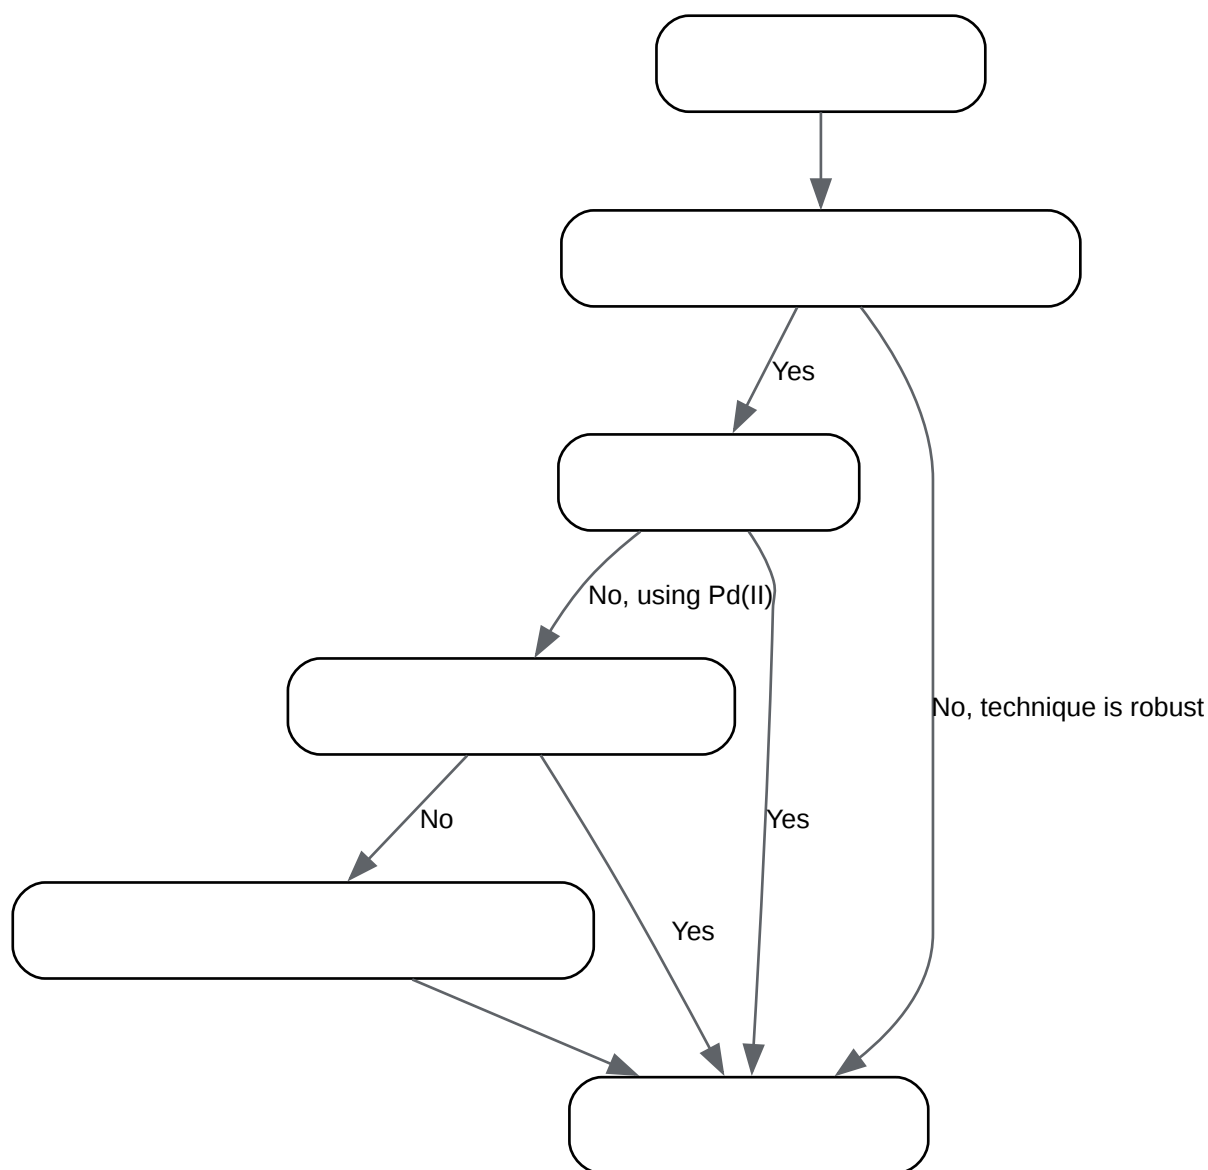 Yes
No, using Pd(II)
No, technique is robust
No
Yes
Yes